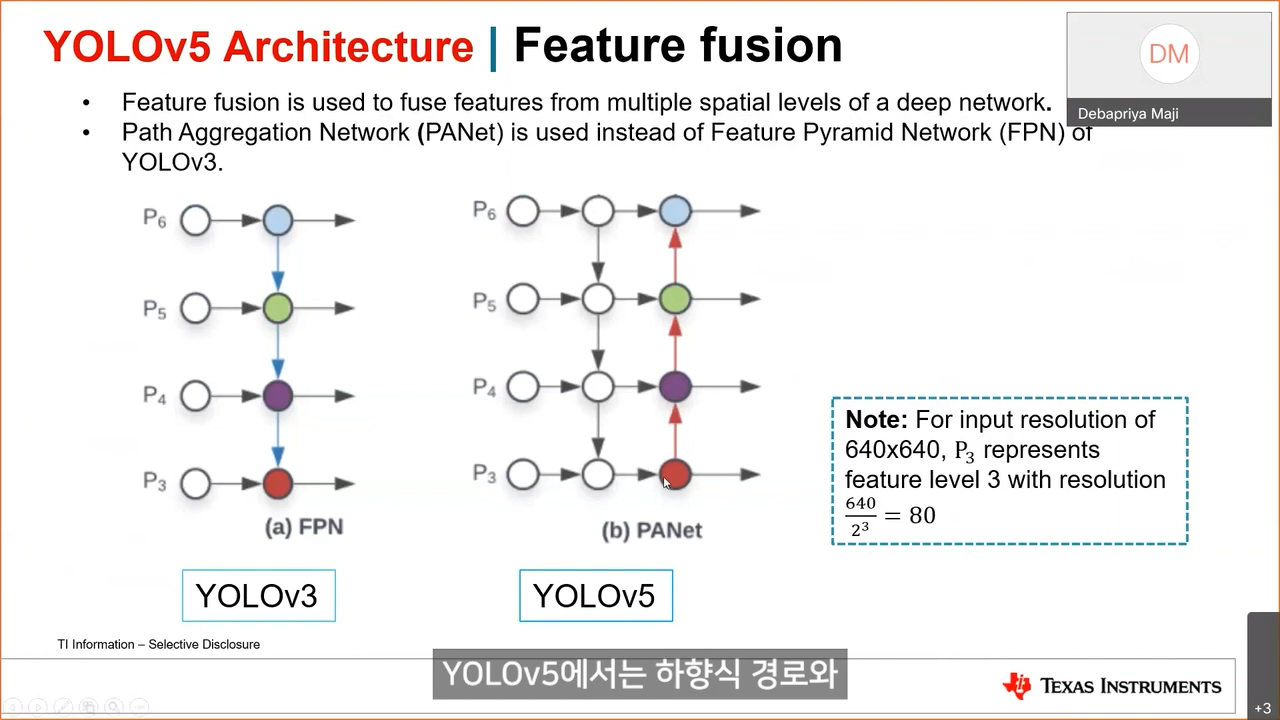 YOLOv5 Architecture | Feature fusion
DM
Debapriya Maji
• Feature fusion is used to fuse features from multiple spatial levels of a deep network.
• Path Aggregation Network (PANet) is used instead of Feature Pyramid Network (FPN) of
YOLOv3.
P6
P5
P4
P3
(a) FPN
YOLOv3
P6
P5
P4
P3
(b) PANet
YOLOv5
Note: For input resolution of
640x640, P3 represents
feature level 3 with resolution
640/2³ = 80
TI Information – Selective Disclosure
YOLOv5에서는 하향식 경로와
TEXAS INSTRUMENTS
+3